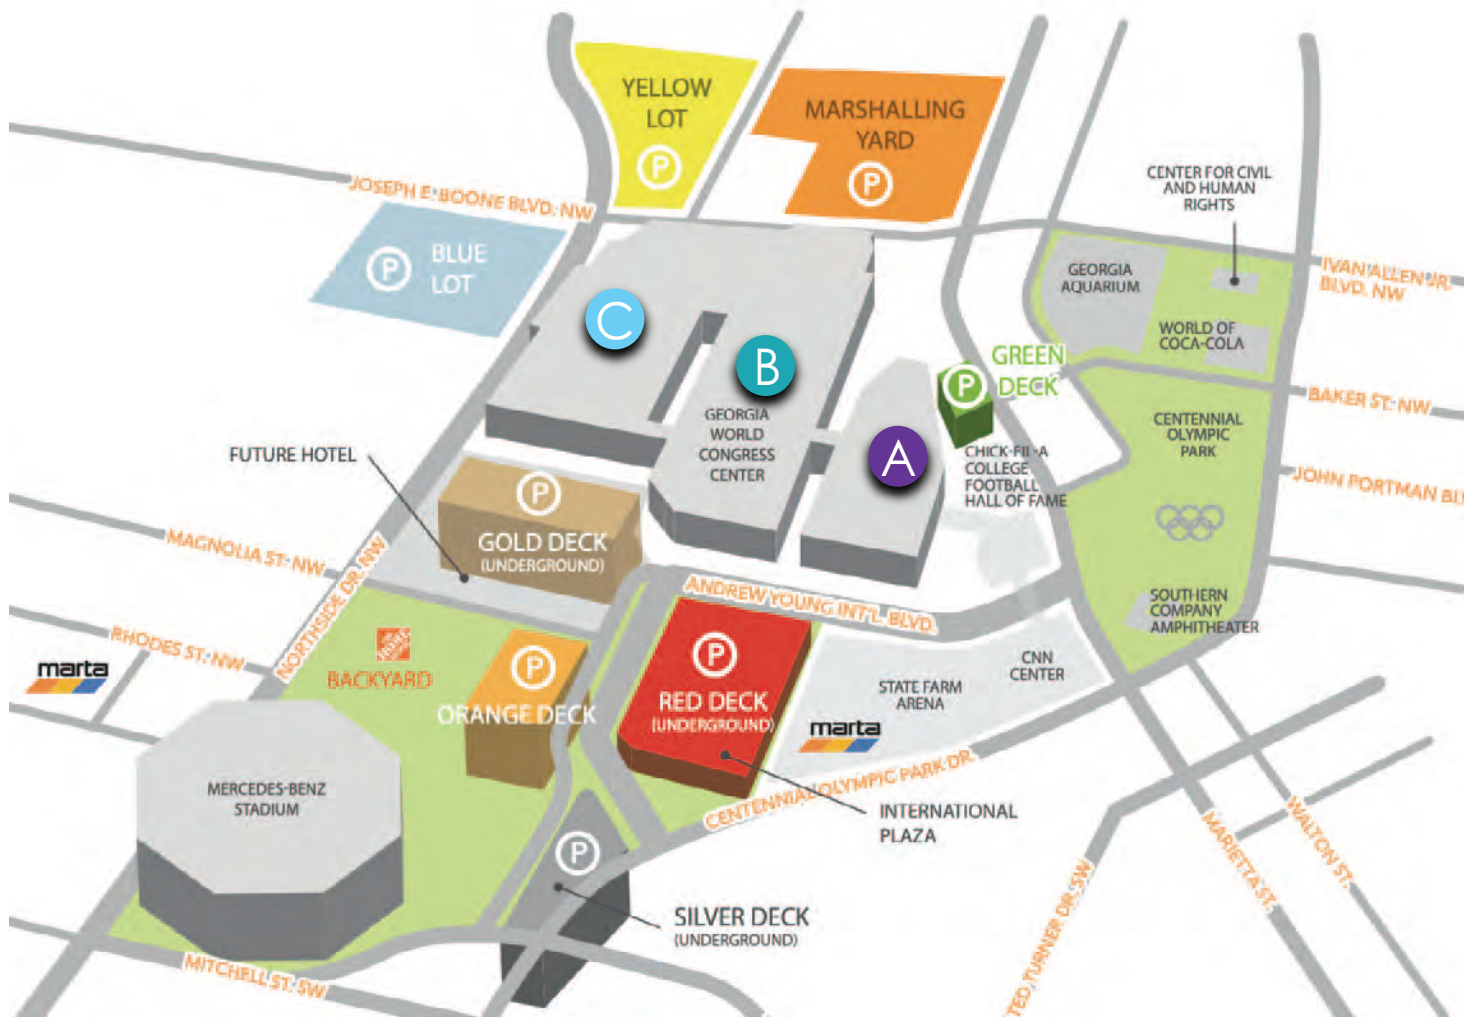 YELLOW
LOT
P
MARSHALLING
YARD
P
JOSEPH E. BOONE BLVD. NW
BLUE
LOT
P
CENTER FOR CIVIL
AND HUMAN
RIGHTS
GEORGIA
AQUARIUM
IVAN ALLEN JR.
BLVD. NW
WORLD OF
COCA-COLA
C
B
A
GREEN
DECK
P
BAKER ST. NW
GEORGIA
WORLD
CONGRESS
CENTER
CENTENNIAL
OLYMPIC
PARK
CHICK-FIL-A
COLLEGE
FOOTBALL
HALL OF FAME
JOHN PORTMAN BLV
FUTURE HOTEL
P
GOLD DECK
(UNDERGROUND)
MAGNOLIA ST. NW
NORTHSIDE DR. NW
RHODES ST. NW
ANDREW YOUNG INT'L. BLVD.
SOUTHERN
COMPANY
AMPHITHEATER
marta
THE HOME DEPOT
BACKYARD
P
ORANGE DECK
P
RED DECK
(UNDERGROUND)
STATE FARM
ARENA
CNN
CENTER
marta
MERCEDES-BENZ
STADIUM
CENTENNIAL OLYMPIC PARK DR.
INTERNATIONAL
PLAZA
P
SILVER DECK
(UNDERGROUND)
MARIETTA ST.
WALTON ST.
TED TURNER DR. SW
MITCHELL ST. SW